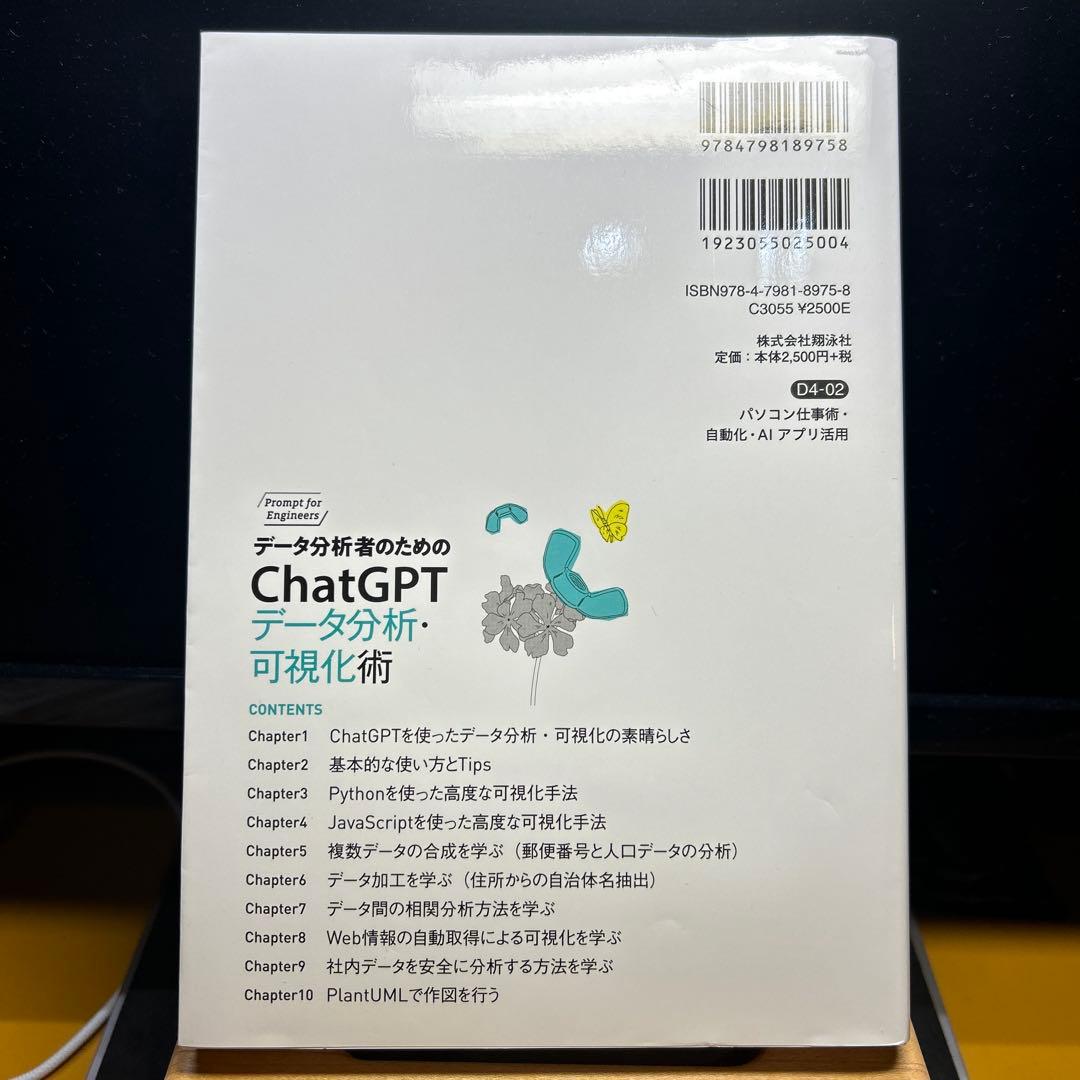 9784798189758
1923055025004
ISBN978-4-7981-8975-8
C3055 ¥2500E
株式会社翔泳社
定価：本体2,500円+税
D4-02
パソコン仕事術・
自動化・AI アプリ活用
Prompt for
Engineers
データ分析者のための
ChatGPT
データ分析・
可視化術
CONTENTS
Chapter1 ChatGPTを使ったデータ分析・可視化の素晴らしさ
Chapter2 基本的な使い方とTips
Chapter3 Pythonを使った高度な可視化手法
Chapter4 JavaScriptを使った高度な可視化手法
Chapter5 複数データの合成を学ぶ（郵便番号と人口データの分析）
Chapter6 データ加工を学ぶ（住所からの自治体名抽出）
Chapter7 データ間の相関分析方法を学ぶ
Chapter8 Web情報の自動取得による可視化を学ぶ
Chapter9 社内データを安全に分析する方法を学ぶ
Chapter10 PlantUMLで作図を行う